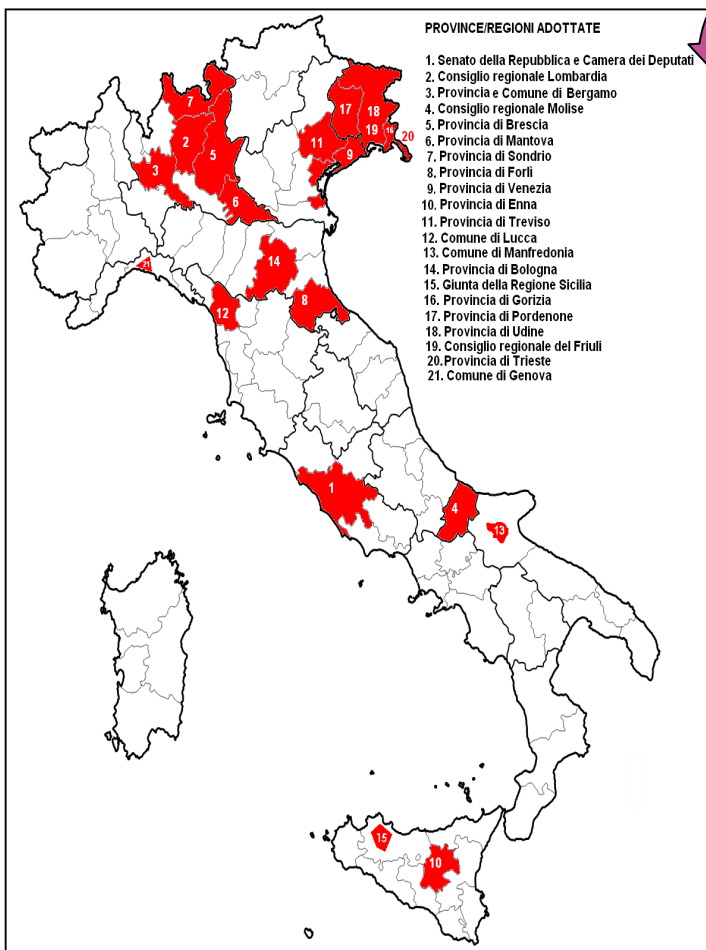 PROVINCE/REGIONI ADOTTATE
1. Senato della Repubblica e Camera dei Deputati
2. Consiglio regionale Lombardia
3. Provincia e Comune di Bergamo
4. Consiglio regionale Molise
5. Provincia di Brescia
6. Provincia di Mantova
7. Provincia di Sondrio
8. Provincia di Forlì
9. Provincia di Venezia
10. Provincia di Enna
11. Provincia di Treviso
12. Comune di Lucca
13. Comune di Manfredonia
14. Provincia di Bologna
15. Giunta della Regione Sicilia
16. Provincia di Gorizia
17. Provincia di Pordenone
18. Provincia di Udine
19. Consiglio regionale del Friuli
20.Provincia di Trieste
21. Comune di Genova
7
17
18
2
11
19
16
20
5
9
3
6
14
21
8
12
1
4
13
15
10